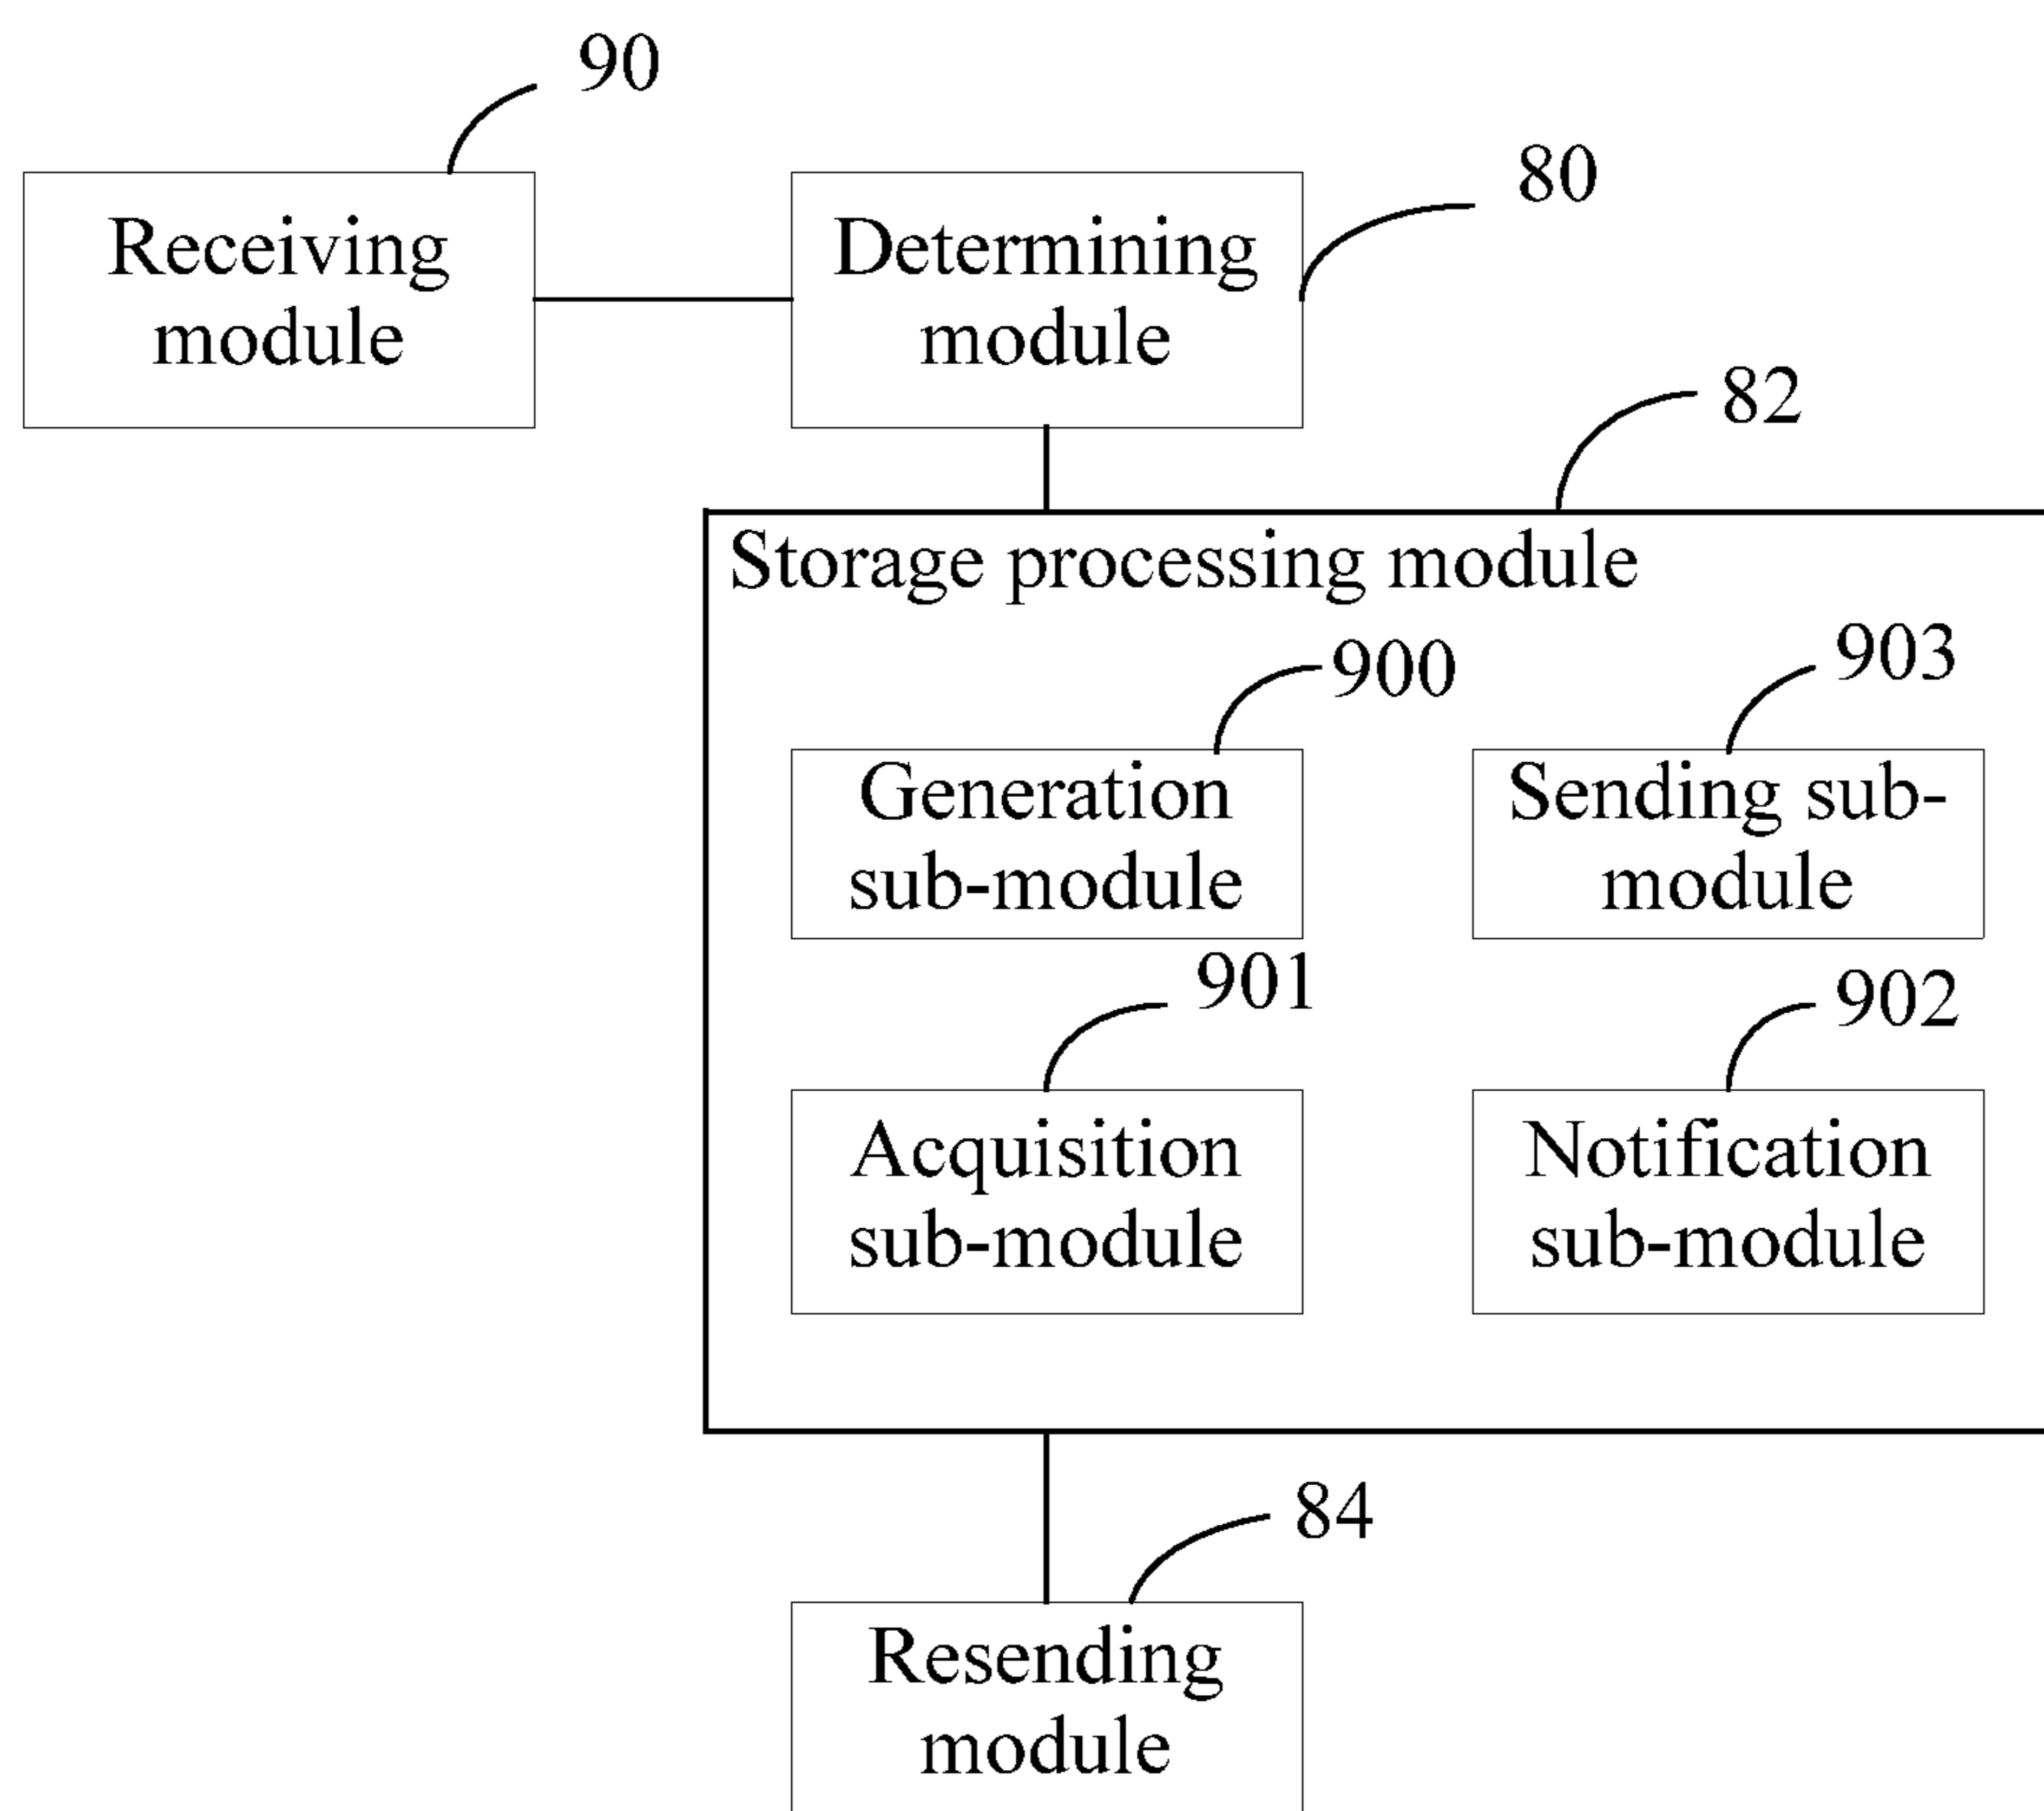 90
80
Receiving
module
Determining
module
82
Storage processing module
900
903
Generation
sub-module
Sending sub-
module
901
902
Acquisition
sub-module
Notification
sub-module
84
Resending
module